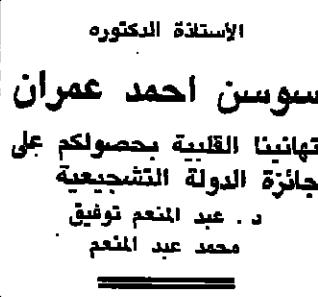 الأستاذة الدكتوره
سوسن احمد عمران
تهانينا القلبية بحصولكم على
جائزة الدولة التشجيعية
د . عبد المنعم توفيق
محمد عبد المنعم